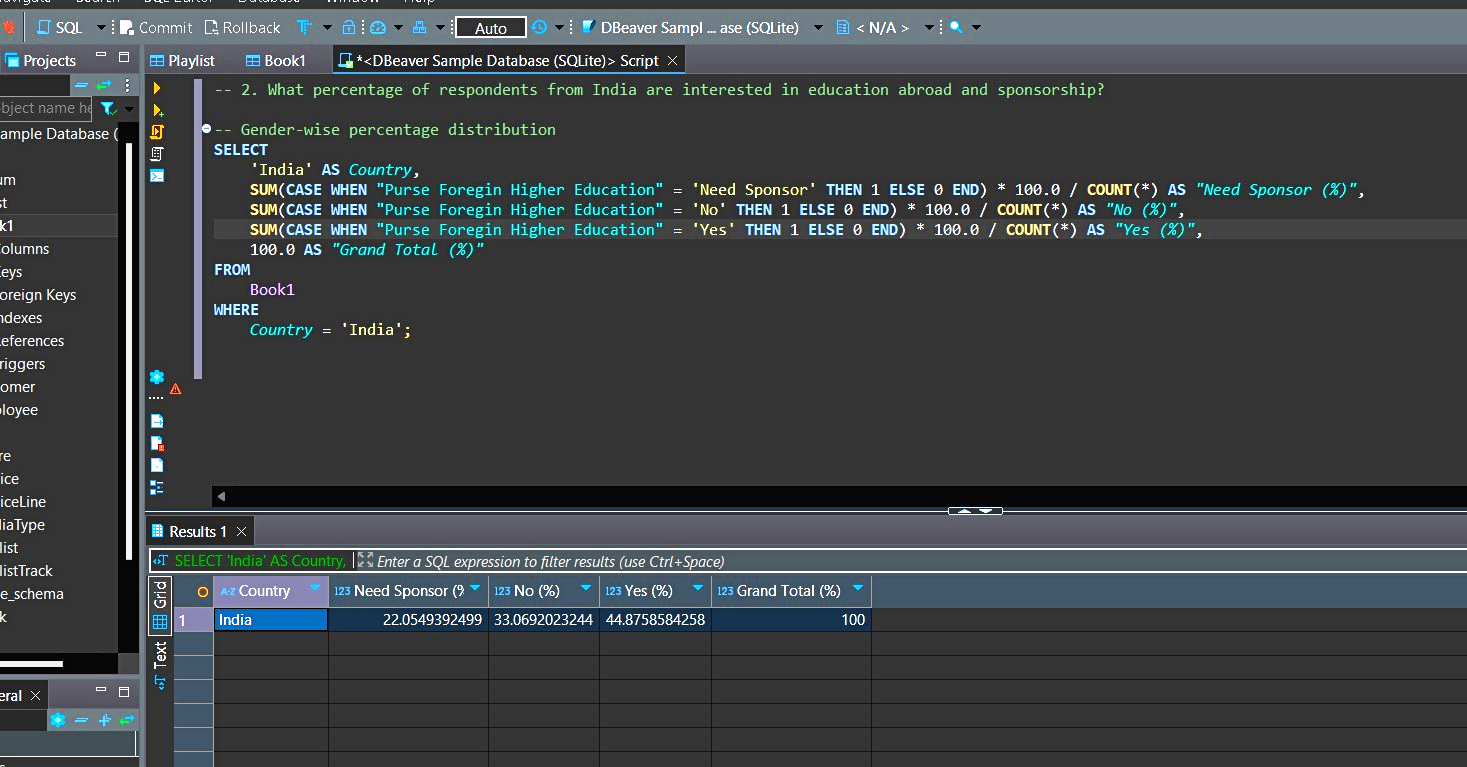 SQL Commit Rollback Auto DBeaver Sampl ... ase (SQLite) < N/A >
Projects Playlist Book1 *<DBeaver Sample Database (SQLite)> Script
object name he
ample Database (
-- 2. What percentage of respondents from India are interested in education abroad and sponsorship?
-- Gender-wise percentage distribution
SELECT
'India' AS Country,
SUM(CASE WHEN "Purse Foregin Higher Education" = 'Need Sponsor' THEN 1 ELSE 0 END) * 100.0 / COUNT(*) AS "Need Sponsor (%)",
SUM(CASE WHEN "Purse Foregin Higher Education" = 'No' THEN 1 ELSE 0 END) * 100.0 / COUNT(*) AS "No (%)",
SUM(CASE WHEN "Purse Foregin Higher Education" = 'Yes' THEN 1 ELSE 0 END) * 100.0 / COUNT(*) AS "Yes (%)",
100.0 AS "Grand Total (%)"
FROM
Book1
WHERE
Country = 'India';
um
st
k1
olumns
eys
oreign Keys
ndexes
eferences
riggers
omer
loyee
re
ice
iceLine
iaType
list
listTrack
e_schema
k
eral
Results 1
SELECT 'India' AS Country, Enter a SQL expression to filter results (use Ctrl+Space)
Grid
Text
A-Z Country 123 Need Sponsor (% 123 No (%) 123 Yes (%) 123 Grand Total (%)
1 India 22.0549392499 33.0692023244 44.8758584258 100